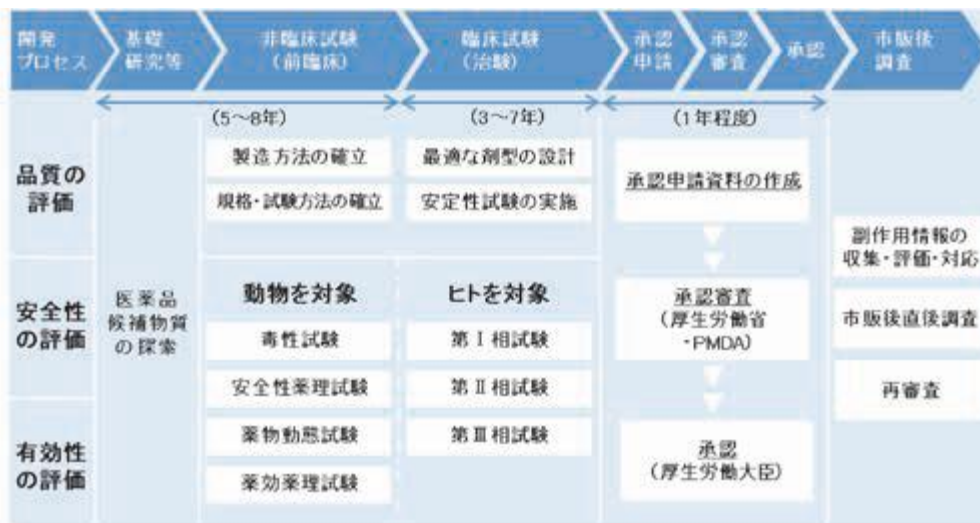 開発
プロセス
基礎
研究等
非臨床試験
(前臨床)
臨床試験
(治験)
承認
申請
承認
審査
承認
市販後
調査
(5～8年)
(3～7年)
(1年程度)
品質の
評価
製造方法の確立
規格・試験方法の確立
最適な剤型の設計
安定性試験の実施
承認申請資料の作成
安全性
の評価
有効性
の評価
医薬品
候補物質
の探索
動物を対象
毒性試験
安全性薬理試験
薬物動態試験
薬効薬理試験
ヒトを対象
第Ⅰ相試験
第Ⅱ相試験
第Ⅲ相試験
承認審査
(厚生労働省
・PMDA)
承認
(厚生労働大臣)
副作用情報の
収集・評価・対応
市販後直後調査
再審査